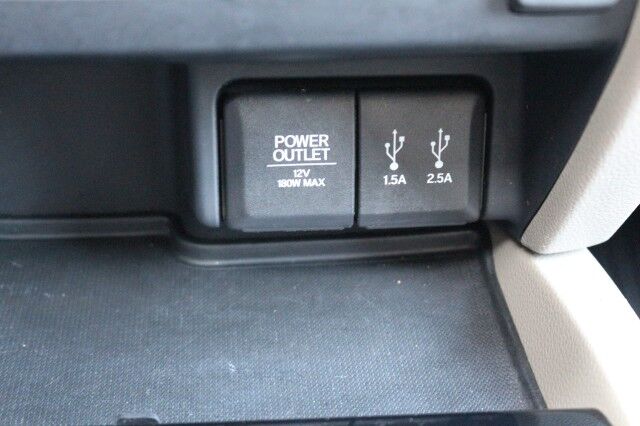 POWER
OUTLET
12V
180W MAX
1.5A 2.5A